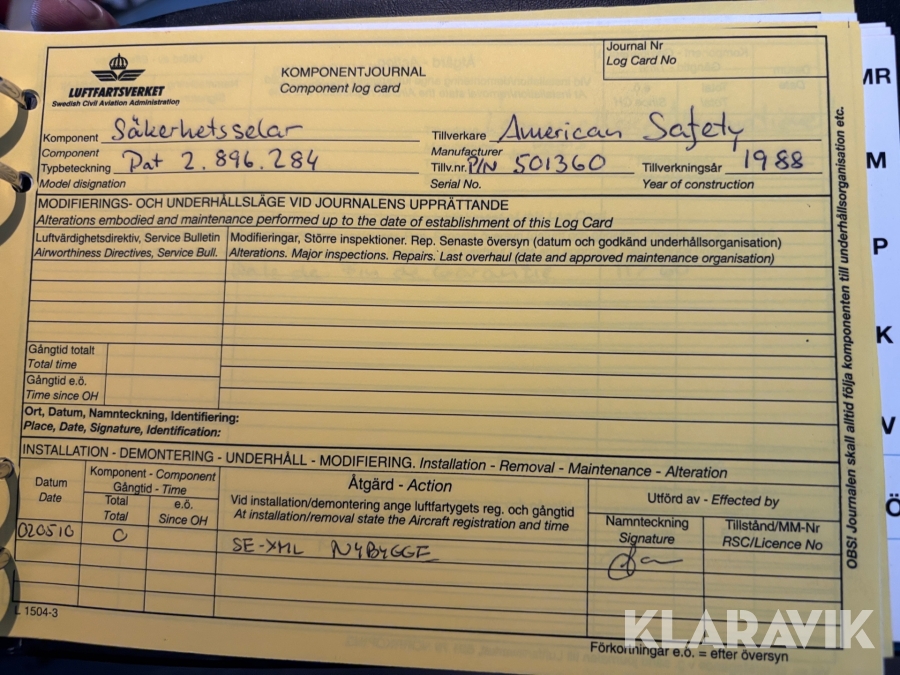 Journal Nr
Log Card No
LUFTFARTSVERKET
Swedish Civil Aviation Administration
KOMPONENTJOURNAL
Component log card
Komponent Säkerhetsselar
Component
Typbeteckning Pat 2.896.284
Model designation
Tillverkare American Safety
Manufacturer
Tillv.nr. P/N 501360 Tillverkningsår 1988
Serial No. Year of construction
MODIFIERINGS- OCH UNDERHÅLLSLÄGE VID JOURNALENS UPPRÄTTANDE
Alterations embodied and maintenance performed up to the date of establishment of this Log Card
Luftvärdighetsdirektiv, Service Bulletin
Airworthiness Directives, Service Bull.
Modifieringar, Större inspektioner. Rep. Senaste översyn (datum och godkänd underhållsorganisation)
Alterations. Major inspections. Repairs. Last overhaul (date and approved maintenance organisation)
Gångtid totalt
Total time
Gångtid e.ö.
Time since OH
Ort, Datum, Namnteckning, Identifiering:
Place, Date, Signature, Identification:
INSTALLATION - DEMONTERING - UNDERHÅLL - MODIFIERING. Installation - Removal - Maintenance - Alteration
Datum
Date
Komponent - Component
Gångtid - Time
Total
Total
e.ö.
Since OH
Åtgärd - Action
Vid installation/demontering ange luftfartygets reg. och gångtid
At installation/removal state the Aircraft registration and time
Utförd av - Effected by
Namnteckning
Signature
Tillstånd/MM-Nr
RSC/Licence No
020510 0 SE-XML NYBYGGE
L 1504-3
Förkortningar e.ö. = efter översyn
OBS! Journalen skall alltid följa komponenten till underhållsorganisation etc.
MR
M
P
K
V
Ö
KLARAVIK